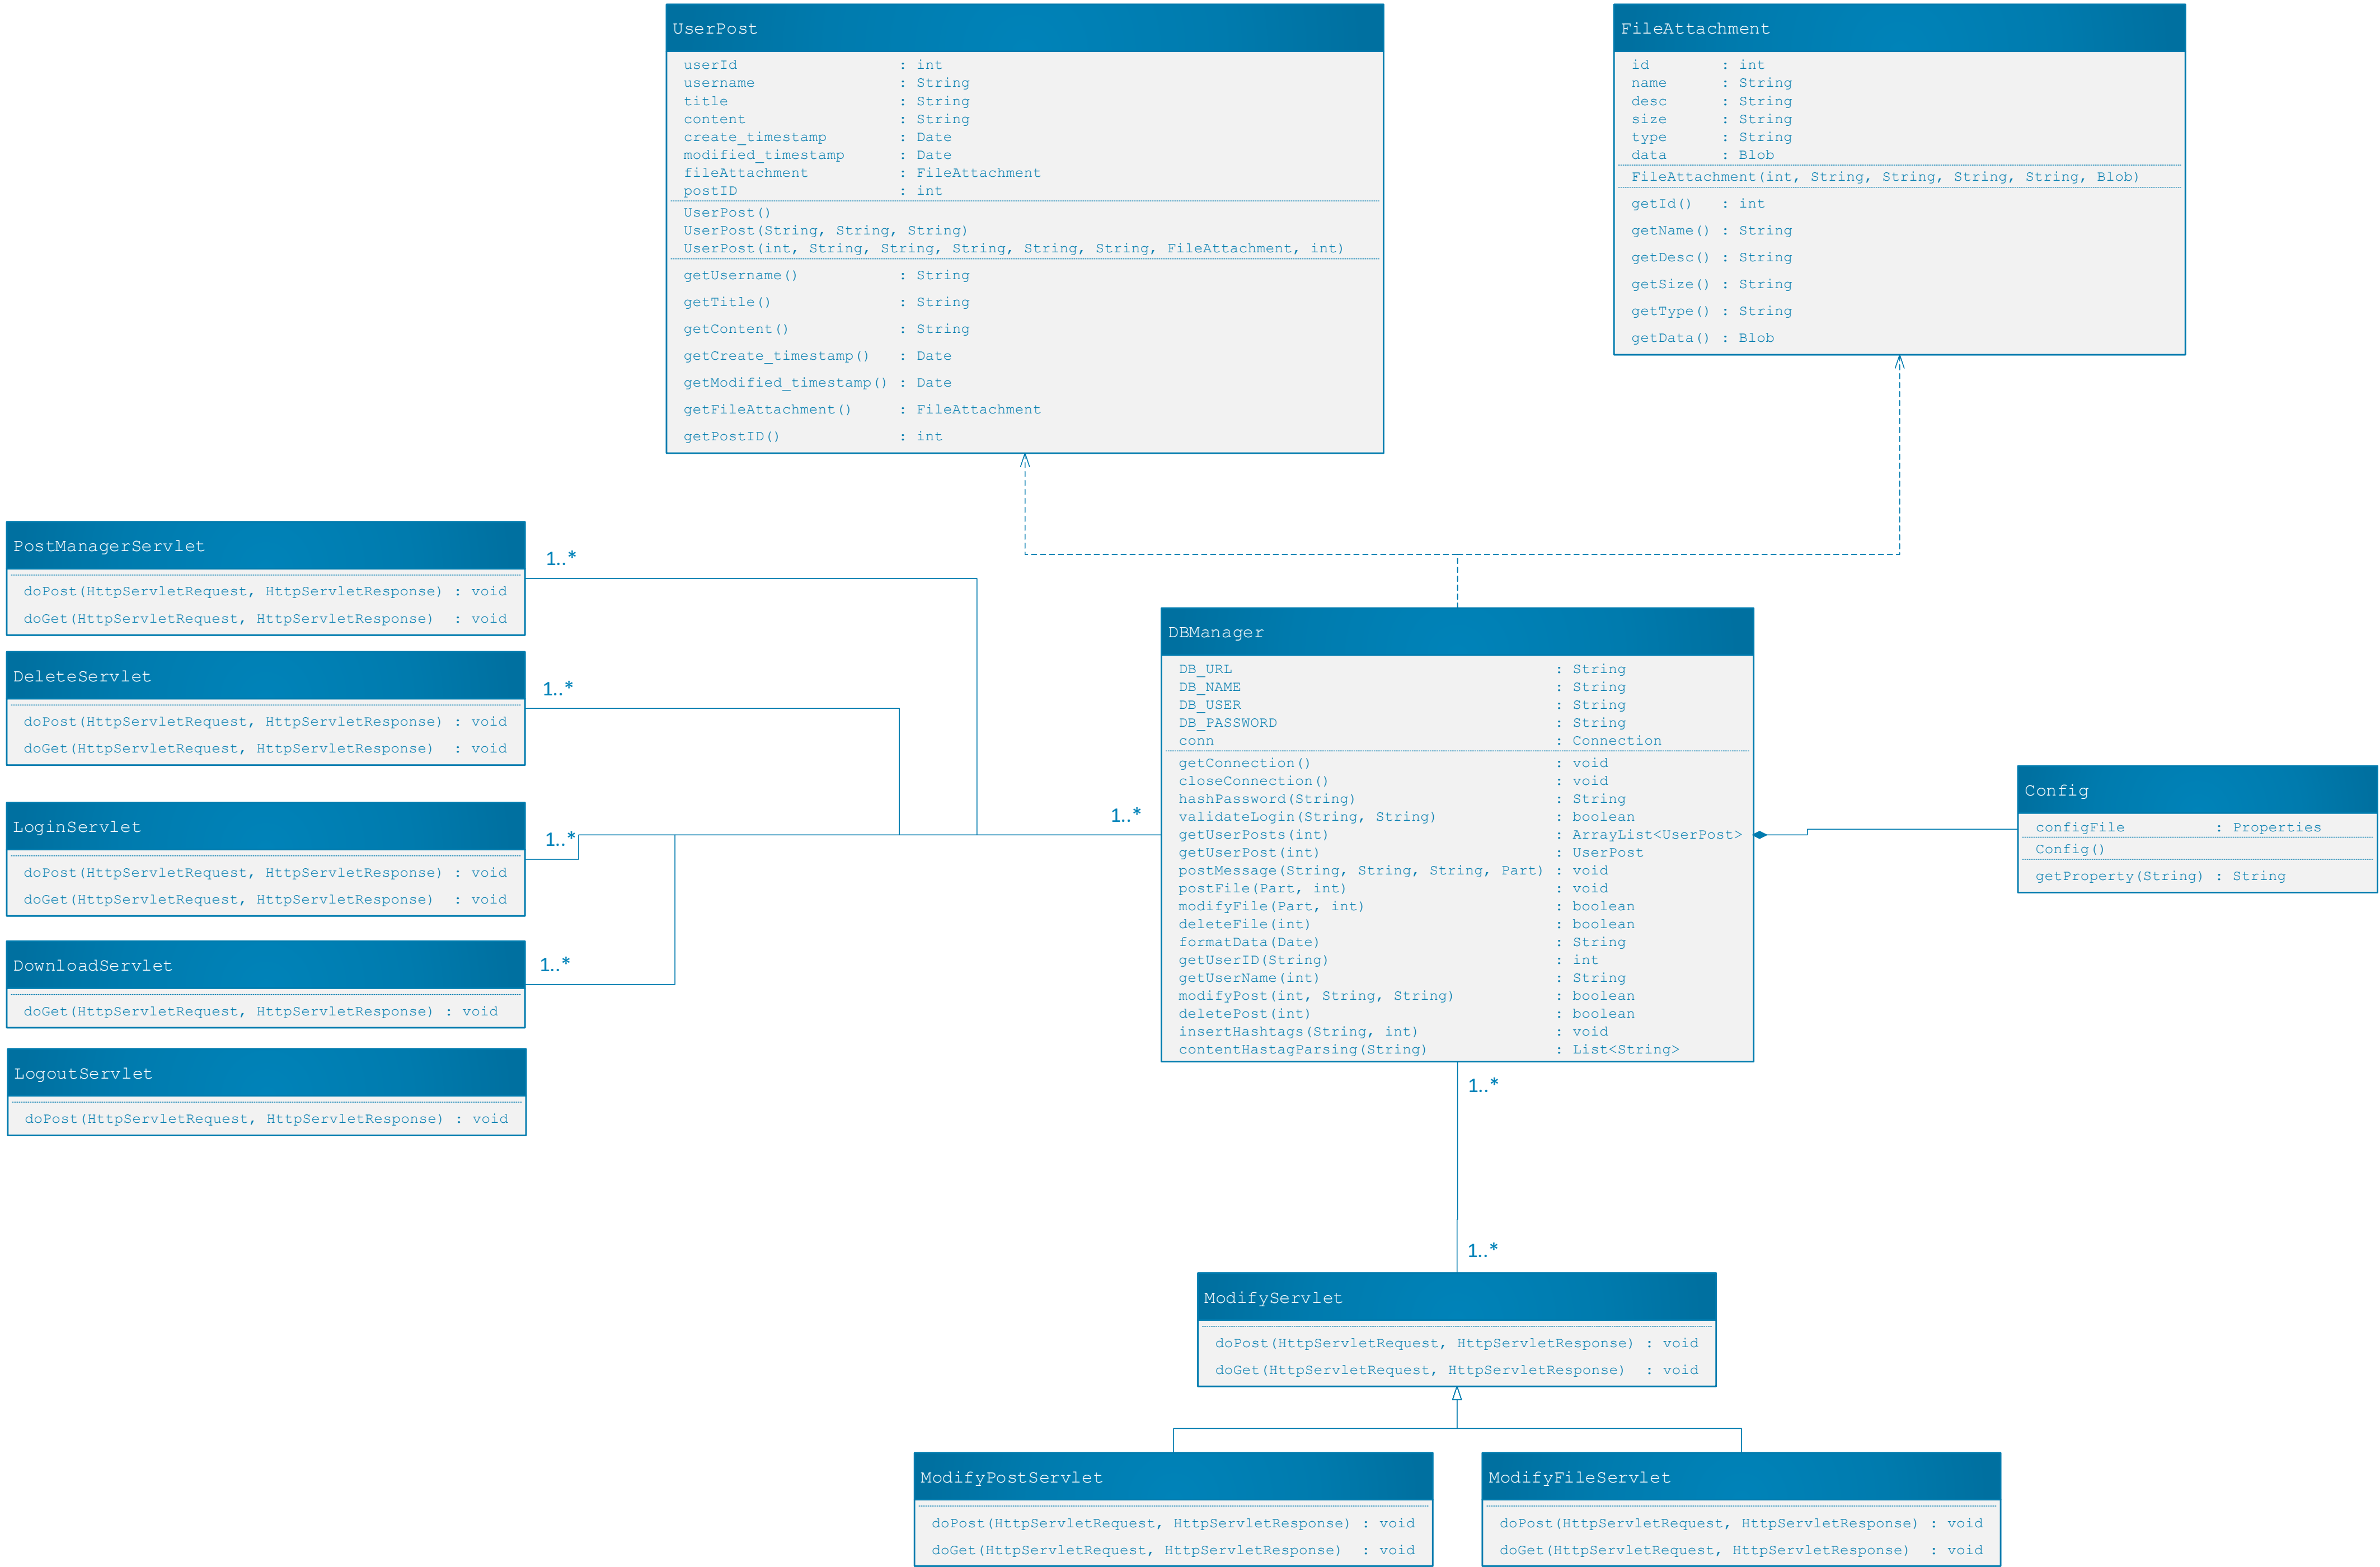 UserPost
userId : int
username : String
title : String
content : String
create_timestamp : Date
modified_timestamp : Date
fileAttachment : FileAttachment
postID : int
UserPost()
UserPost(String, String, String)
UserPost(int, String, String, String, String, String, FileAttachment, int)
getUsername() : String
getTitle() : String
getContent() : String
getCreate_timestamp() : Date
getModified_timestamp() : Date
getFileAttachment() : FileAttachment
getPostID() : int
FileAttachment
id : int
name : String
desc : String
size : String
type : String
data : Blob
FileAttachment(int, String, String, String, String, Blob)
getId() : int
getName() : String
getDesc() : String
getSize() : String
getType() : String
getData() : Blob
PostManagerServlet
doPost(HttpServletRequest, HttpServletResponse) : void
doGet(HttpServletRequest, HttpServletResponse) : void
1..*
DeleteServlet
doPost(HttpServletRequest, HttpServletResponse) : void
doGet(HttpServletRequest, HttpServletResponse) : void
1..*
LoginServlet
doPost(HttpServletRequest, HttpServletResponse) : void
doGet(HttpServletRequest, HttpServletResponse) : void
1..*
DownloadServlet
doGet(HttpServletRequest, HttpServletResponse) : void
1..*
LogoutServlet
doPost(HttpServletRequest, HttpServletResponse) : void
1..*
DBManager
DB_URL : String
DB_NAME : String
DB_USER : String
DB_PASSWORD : String
conn : Connection
getConnection() : void
closeConnection() : void
hashPassword(String) : String
validateLogin(String, String) : boolean
getUserPosts(int) : ArrayList<UserPost>
getUserPost(int) : UserPost
postMessage(String, String, String, Part) : void
postFile(Part, int) : void
modifyFile(Part, int) : boolean
deleteFile(int) : boolean
formatData(Date) : String
getUserID(String) : int
getUserName(int) : String
modifyPost(int, String, String) : boolean
deletePost(int) : boolean
insertHashtags(String, int) : void
contentHastagParsing(String) : List<String>
Config
configFile : Properties
Config()
getProperty(String) : String
1..*
1..*
ModifyServlet
doPost(HttpServletRequest, HttpServletResponse) : void
doGet(HttpServletRequest, HttpServletResponse) : void
ModifyPostServlet
doPost(HttpServletRequest, HttpServletResponse) : void
doGet(HttpServletRequest, HttpServletResponse) : void
ModifyFileServlet
doPost(HttpServletRequest, HttpServletResponse) : void
doGet(HttpServletRequest, HttpServletResponse) : void